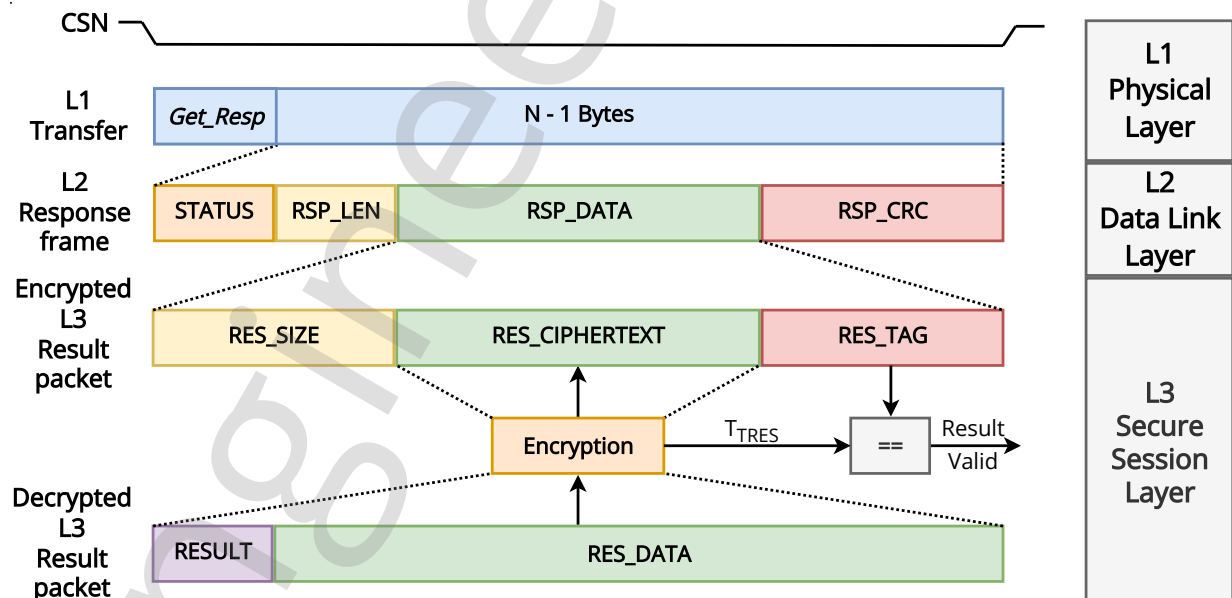 CSN
L1
Transfer
Get_Resp
N - 1 Bytes
L1
Physical
Layer
L2
Response
frame
STATUS
RSP_LEN
RSP_DATA
RSP_CRC
L2
Data Link
Layer
Encrypted
L3
Result
packet
RES_SIZE
RES_CIPHERTEXT
RES_TAG
Encryption
TTRES
==
Result
Valid
L3
Secure
Session
Layer
Decrypted
L3
Result
packet
RESULT
RES_DATA